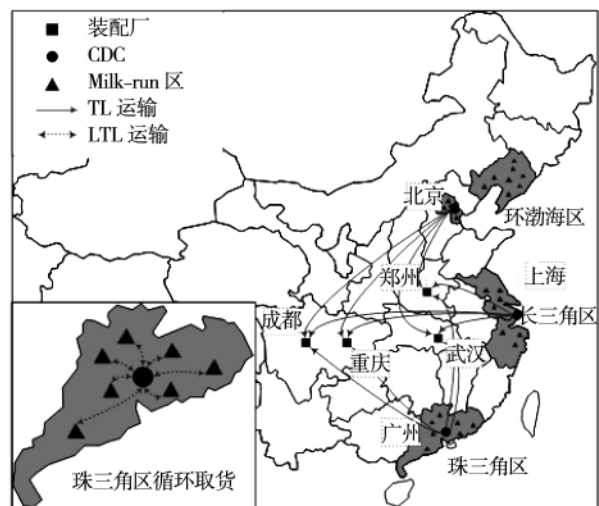 装配厂
CDC
Milk-run 区
TL 运输
LTL 运输
北京
环渤海区
郑州
上海
成都
长三角区
重庆
武汉
广州
珠三角区
珠三角区循环取货